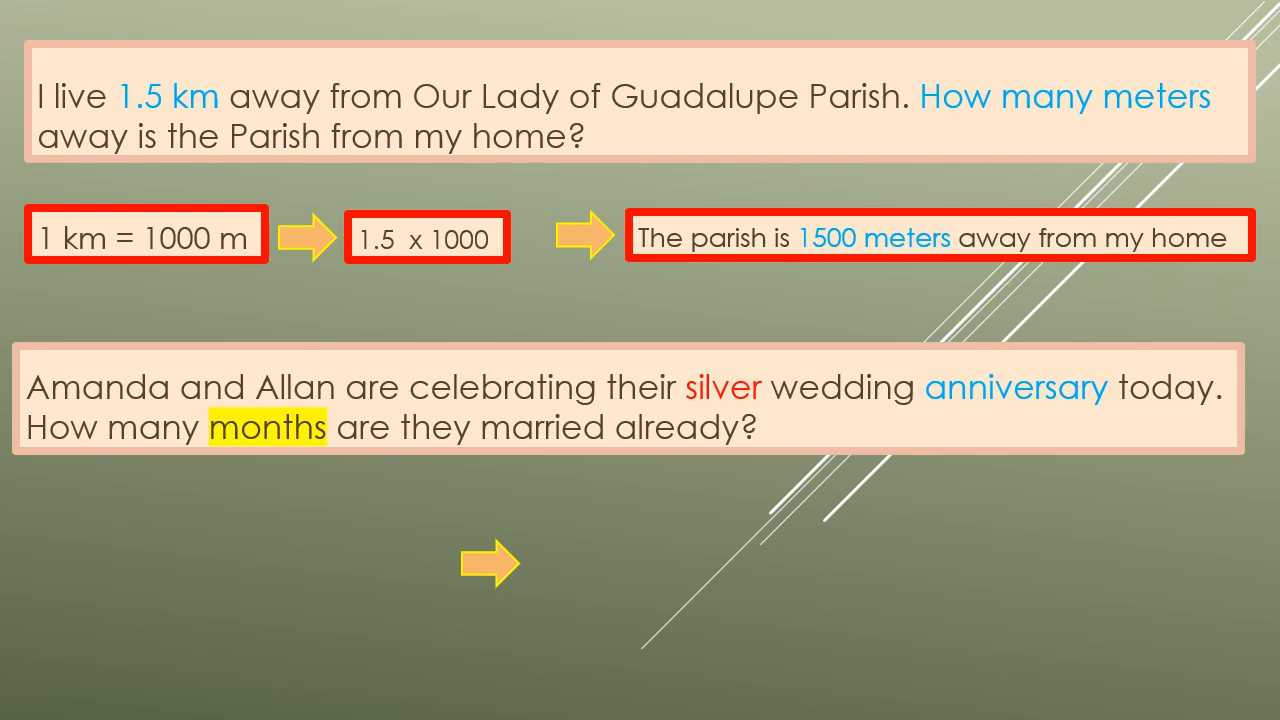 I live 1.5 km away from Our Lady of Guadalupe Parish. How many meters
away is the Parish from my home?
1 km = 1000 m
1.5 x 1000
The parish is 1500 meters away from my home
Amanda and Allan are celebrating their silver wedding anniversary today.
How many months are they married already?